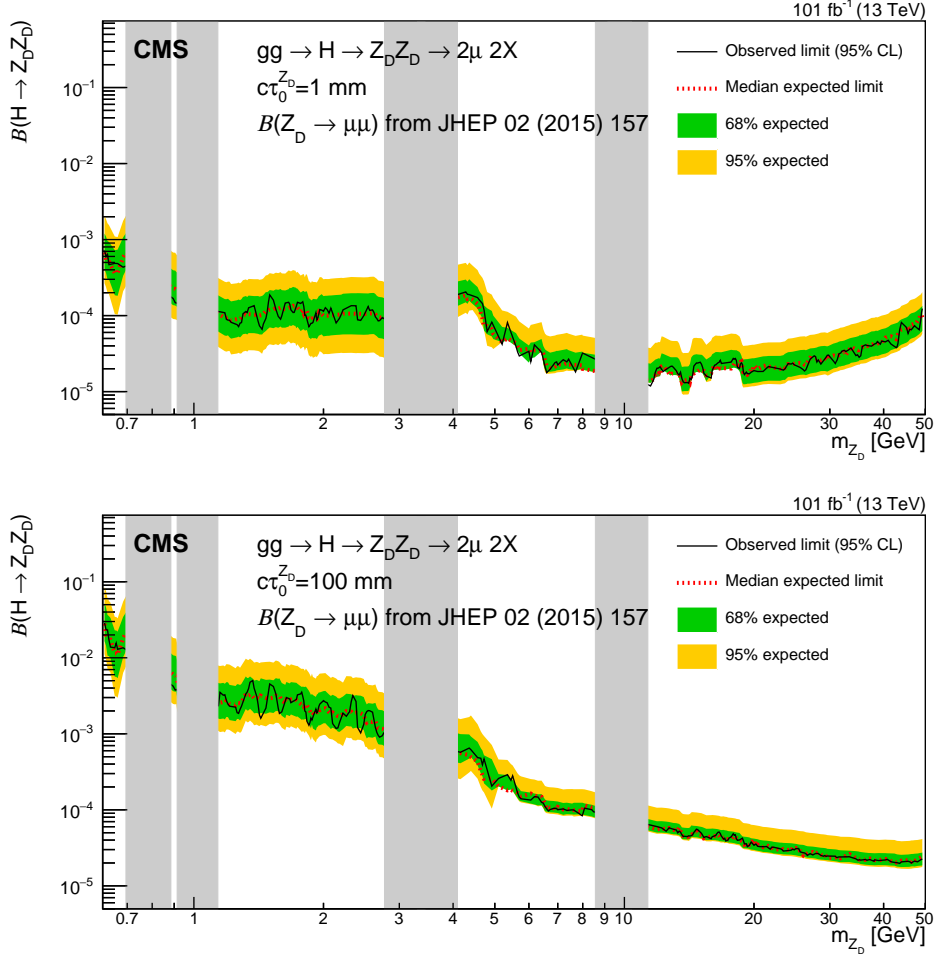 101 fb⁻¹ (13 TeV)
B(H → Z_D Z_D)
CMS
gg → H → Z_D Z_D → 2μ 2X
cτ₀^{Z_D}=1 mm
B(Z_D → μμ) from JHEP 02 (2015) 157
Observed limit (95% CL)
Median expected limit
68% expected
95% expected
10⁻¹
10⁻²
10⁻³
10⁻⁴
10⁻⁵
0.7 1 2 3 4 5 6 7 8 9 10 20 30 40 50
m_{Z_D} [GeV]
101 fb⁻¹ (13 TeV)
B(H → Z_D Z_D)
CMS
gg → H → Z_D Z_D → 2μ 2X
cτ₀^{Z_D}=100 mm
B(Z_D → μμ) from JHEP 02 (2015) 157
Observed limit (95% CL)
Median expected limit
68% expected
95% expected
10⁻¹
10⁻²
10⁻³
10⁻⁴
10⁻⁵
0.7 1 2 3 4 5 6 7 8 9 10 20 30 40 50
m_{Z_D} [GeV]